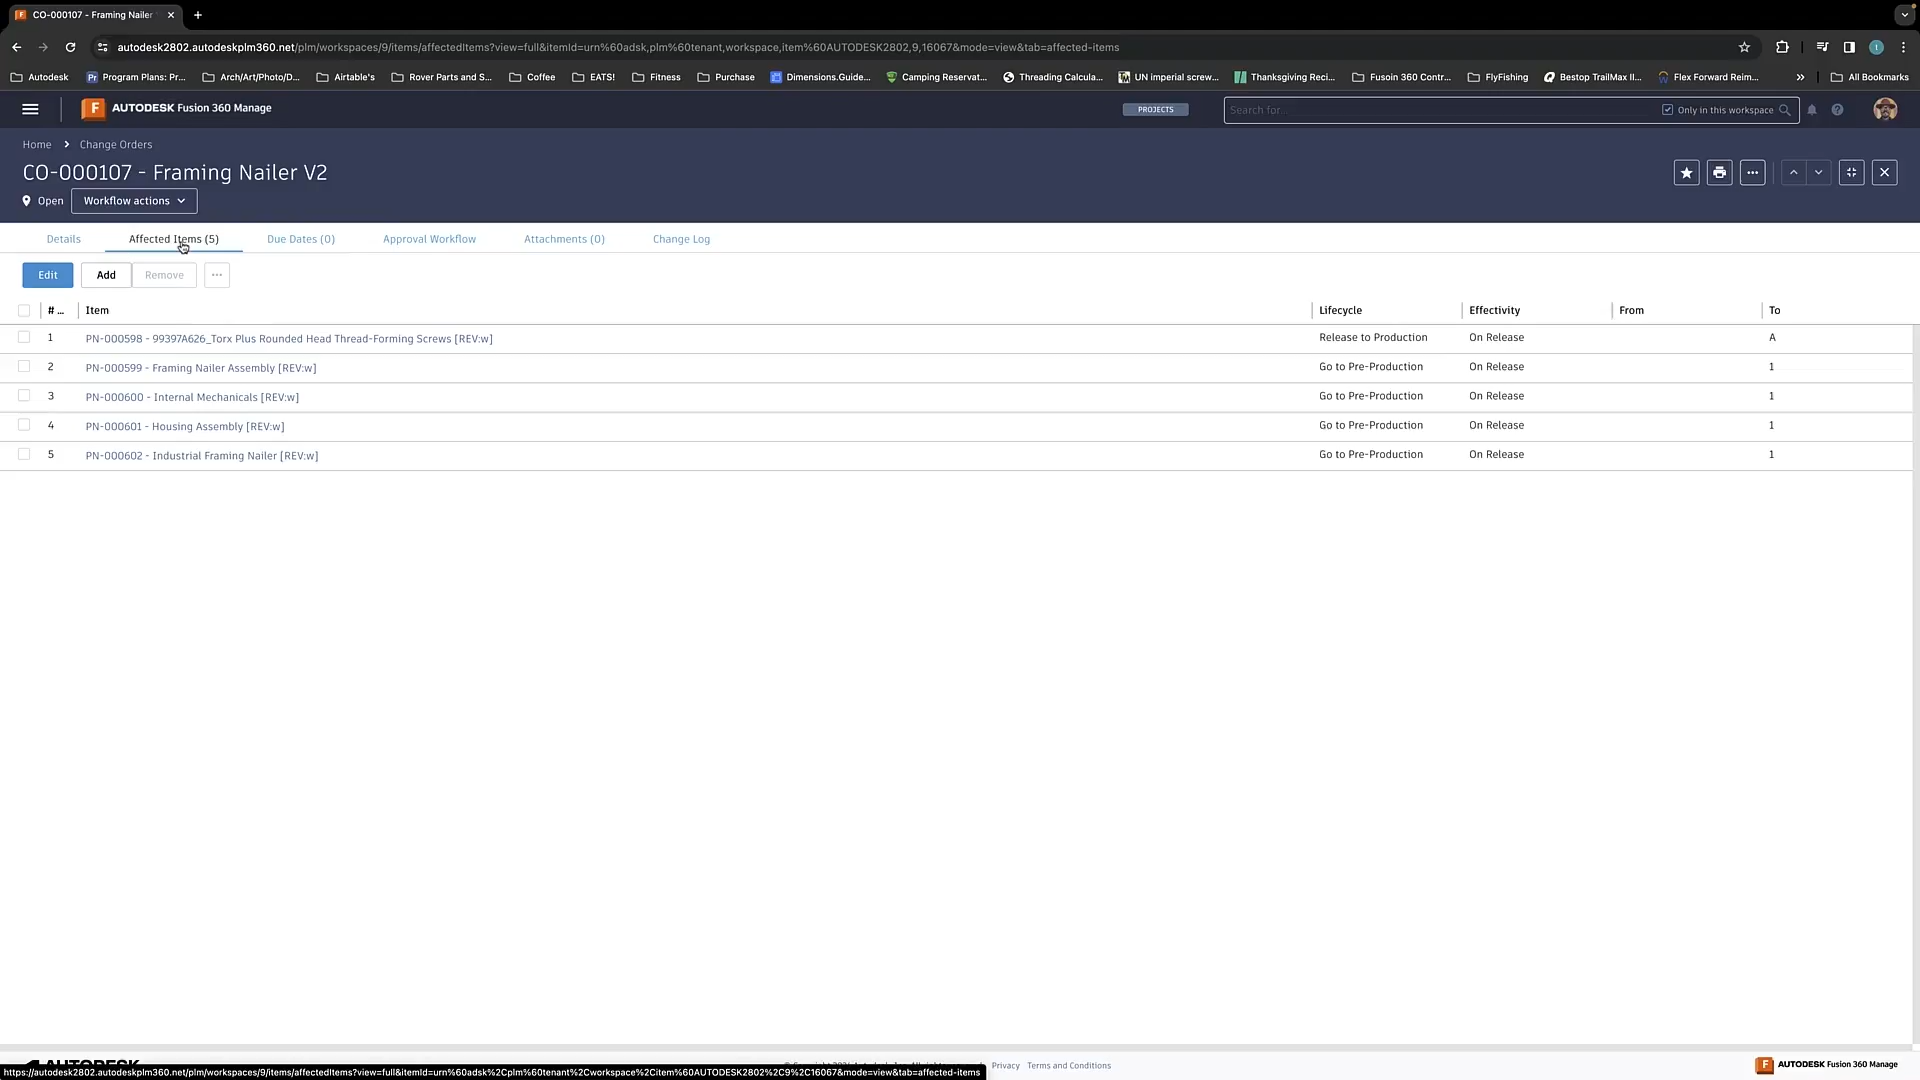 CO-000107 - Framing Nailer
autodesk2802.autodeskplm360.net/plm/workspaces/9/items/affectedItems?view=full&itemId=urn%60adsk,plm%60tenant,workspace,item%60AUTODESK2802,9,16067&mode=view&tab=affected-items
Autodesk Program Plans: Pr... Arch/Art/Photo/D... Airtable's Rover Parts and S... Coffee EATS! Fitness Purchase Dimensions.Guide... Camping Reservat... Threading Calcula... UN imperial screw... Thanksgiving Reci... Fusoin 360 Contr... FlyFishing Bestop TrailMax II... Flex Forward Reim... » All Bookmarks
AUTODESK Fusion 360 Manage
PROJECTS
Search for...
Only in this workspace
Home > Change Orders
CO-000107 - Framing Nailer V2
Open Workflow actions
Details Affected Items (5) Due Dates (0) Approval Workflow Attachments (0) Change Log
Edit Add Remove ...
# ... Item Lifecycle Effectivity From To
1 PN-000598 - 99397A626_Torx Plus Rounded Head Thread-Forming Screws [REV:w] Release to Production On Release A
2 PN-000599 - Framing Nailer Assembly [REV:w] Go to Pre-Production On Release 1
3 PN-000600 - Internal Mechanicals [REV:w] Go to Pre-Production On Release 1
4 PN-000601 - Housing Assembly [REV:w] Go to Pre-Production On Release 1
5 PN-000602 - Industrial Framing Nailer [REV:w] Go to Pre-Production On Release 1
AUTODESK
Privacy Terms and Conditions
AUTODESK Fusion 360 Manage
https://autodesk2802.autodeskplm360.net/plm/workspaces/9/items/affectedItems?view=full&itemId=urn%60adsk%2Cplm%60tenant%2Cworkspace%2Citem%60AUTODESK2802%2C9%2C16067&mode=view&tab=affected-items